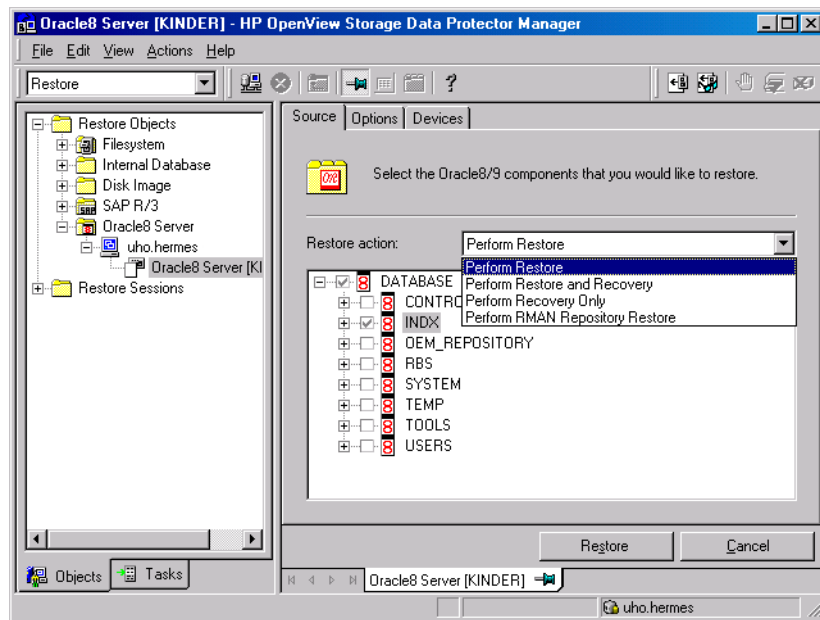 Oracle8 Server [KINDER] - HP OpenView Storage Data Protector Manager
File Edit View Actions Help
Restore
Restore Objects
Filesystem
Internal Database
Disk Image
SAP R/3
Oracle8 Server
uho.hermes
Oracle8 Server [KI
Restore Sessions
Objects
Tasks
Source
Options
Devices
Select the Oracle8/9 components that you would like to restore.
Restore action:
Perform Restore
Perform Restore
Perform Restore and Recovery
Perform Recovery Only
Perform RMAN Repository Restore
DATABASE
CONTRO
INDX
OEM_REPOSITORY
RBS
SYSTEM
TEMP
TOOLS
USERS
Restore
Cancel
Oracle8 Server [KINDER]
uho.hermes